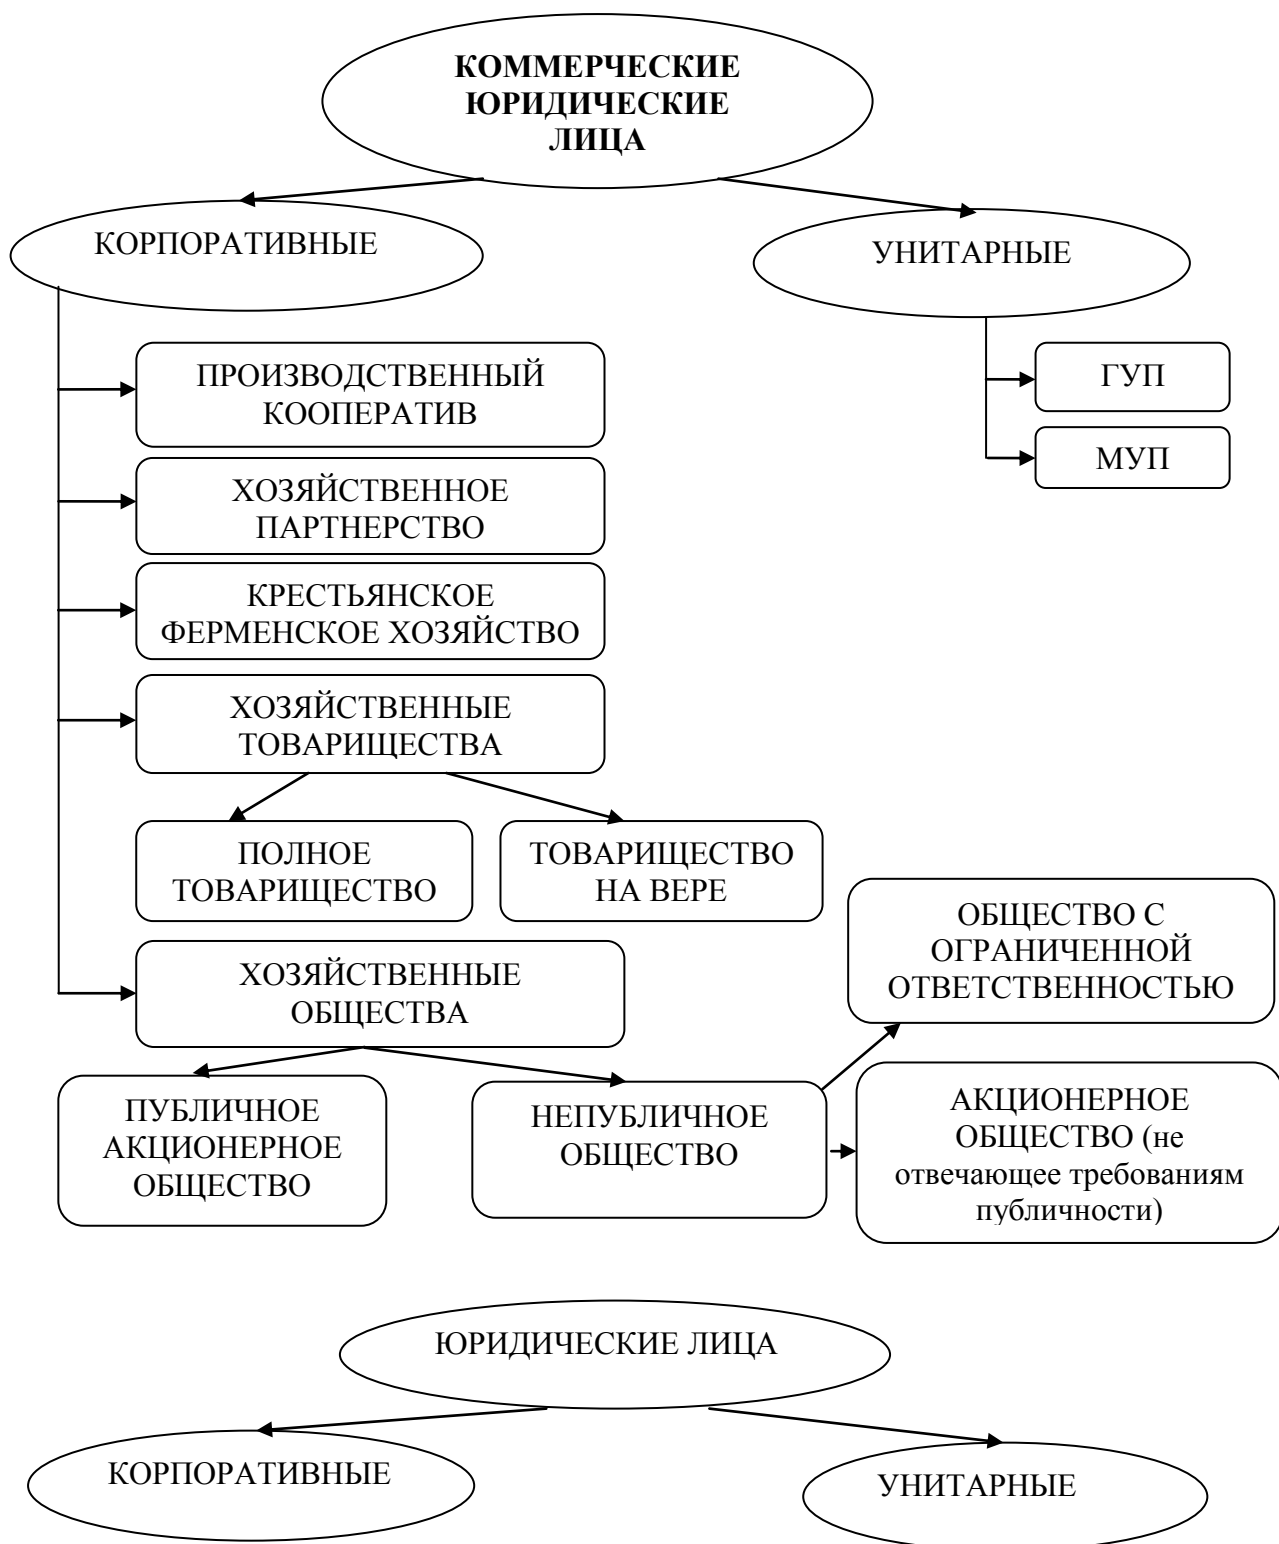 КОММЕРЧЕСКИЕ
ЮРИДИЧЕСКИЕ
ЛИЦА
КОРПОРАТИВНЫЕ
УНИТАРНЫЕ
ПРОИЗВОДСТВЕННЫЙ
КООПЕРАТИВ
ГУП
МУП
ХОЗЯЙСТВЕННОЕ
ПАРТНЕРСТВО
КРЕСТЬЯНСКОЕ
ФЕРМЕНСКОЕ ХОЗЯЙСТВО
ХОЗЯЙСТВЕННЫЕ
ТОВАРИЩЕСТВА
ПОЛНОЕ
ТОВАРИЩЕСТВО
ТОВАРИЩЕСТВО
НА ВЕРЕ
ОБЩЕСТВО С
ОГРАНИЧЕННОЙ
ОТВЕТСТВЕННОСТЬЮ
ХОЗЯЙСТВЕННЫЕ
ОБЩЕСТВА
ПУБЛИЧНОЕ
АКЦИОНЕРНОЕ
ОБЩЕСТВО
НЕПУБЛИЧНОЕ
ОБЩЕСТВО
АКЦИОНЕРНОЕ
ОБЩЕСТВО (не
отвечающее требованиям
публичности)
ЮРИДИЧЕСКИЕ ЛИЦА
КОРПОРАТИВНЫЕ
УНИТАРНЫЕ